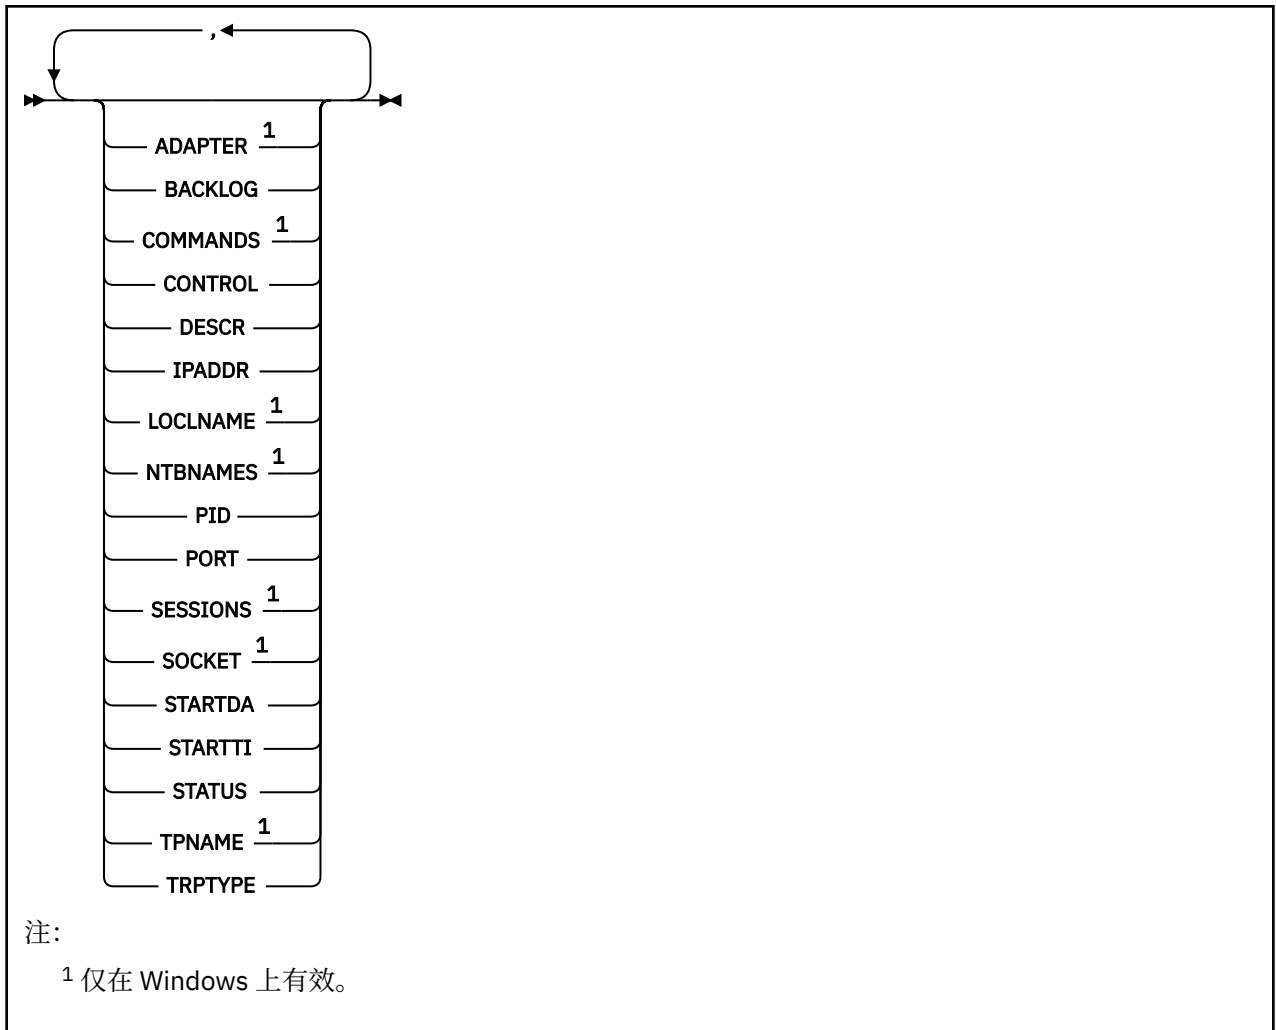 ,
ADAPTER 1
BACKLOG
COMMANDS 1
CONTROL
DESCR
IPADDR
LOCLNAME 1
NTBNAMES 1
PID
PORT
SESSIONS 1
SOCKET 1
STARTDA
STARTTI
STATUS
TPNAME 1
TRPTYPE
注：
1 仅在 Windows 上有效。